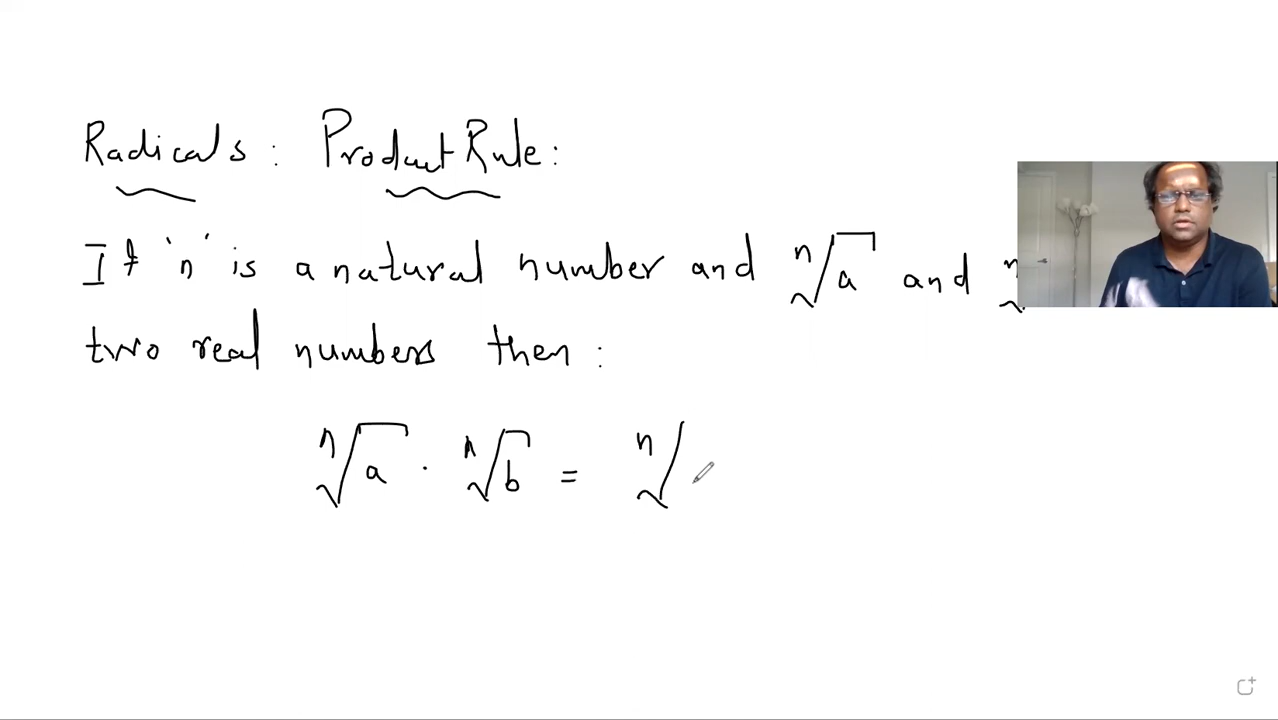 Radicals : Product Rule :
If 'n' is a natural number and ⁿ√a and ⁿ√
two real numbers then :
ⁿ√a · ⁿ√b = ⁿ√